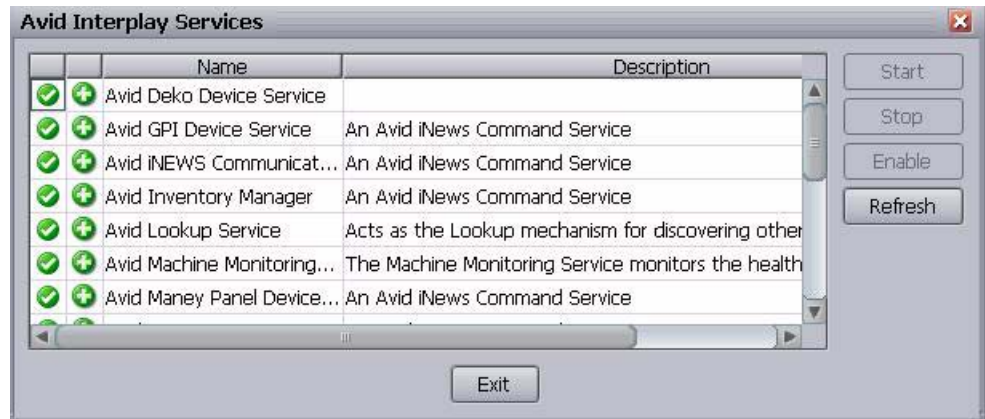 Avid Interplay Services
Name Description
Avid Deko Device Service
Avid GPI Device Service An Avid iNews Command Service
Avid iNEWS Communicat... An Avid iNews Command Service
Avid Inventory Manager An Avid iNews Command Service
Avid Lookup Service Acts as the Lookup mechanism for discovering other
Avid Machine Monitoring... The Machine Monitoring Service monitors the health
Avid Maney Panel Device... An Avid iNews Command Service
Start
Stop
Enable
Refresh
Exit